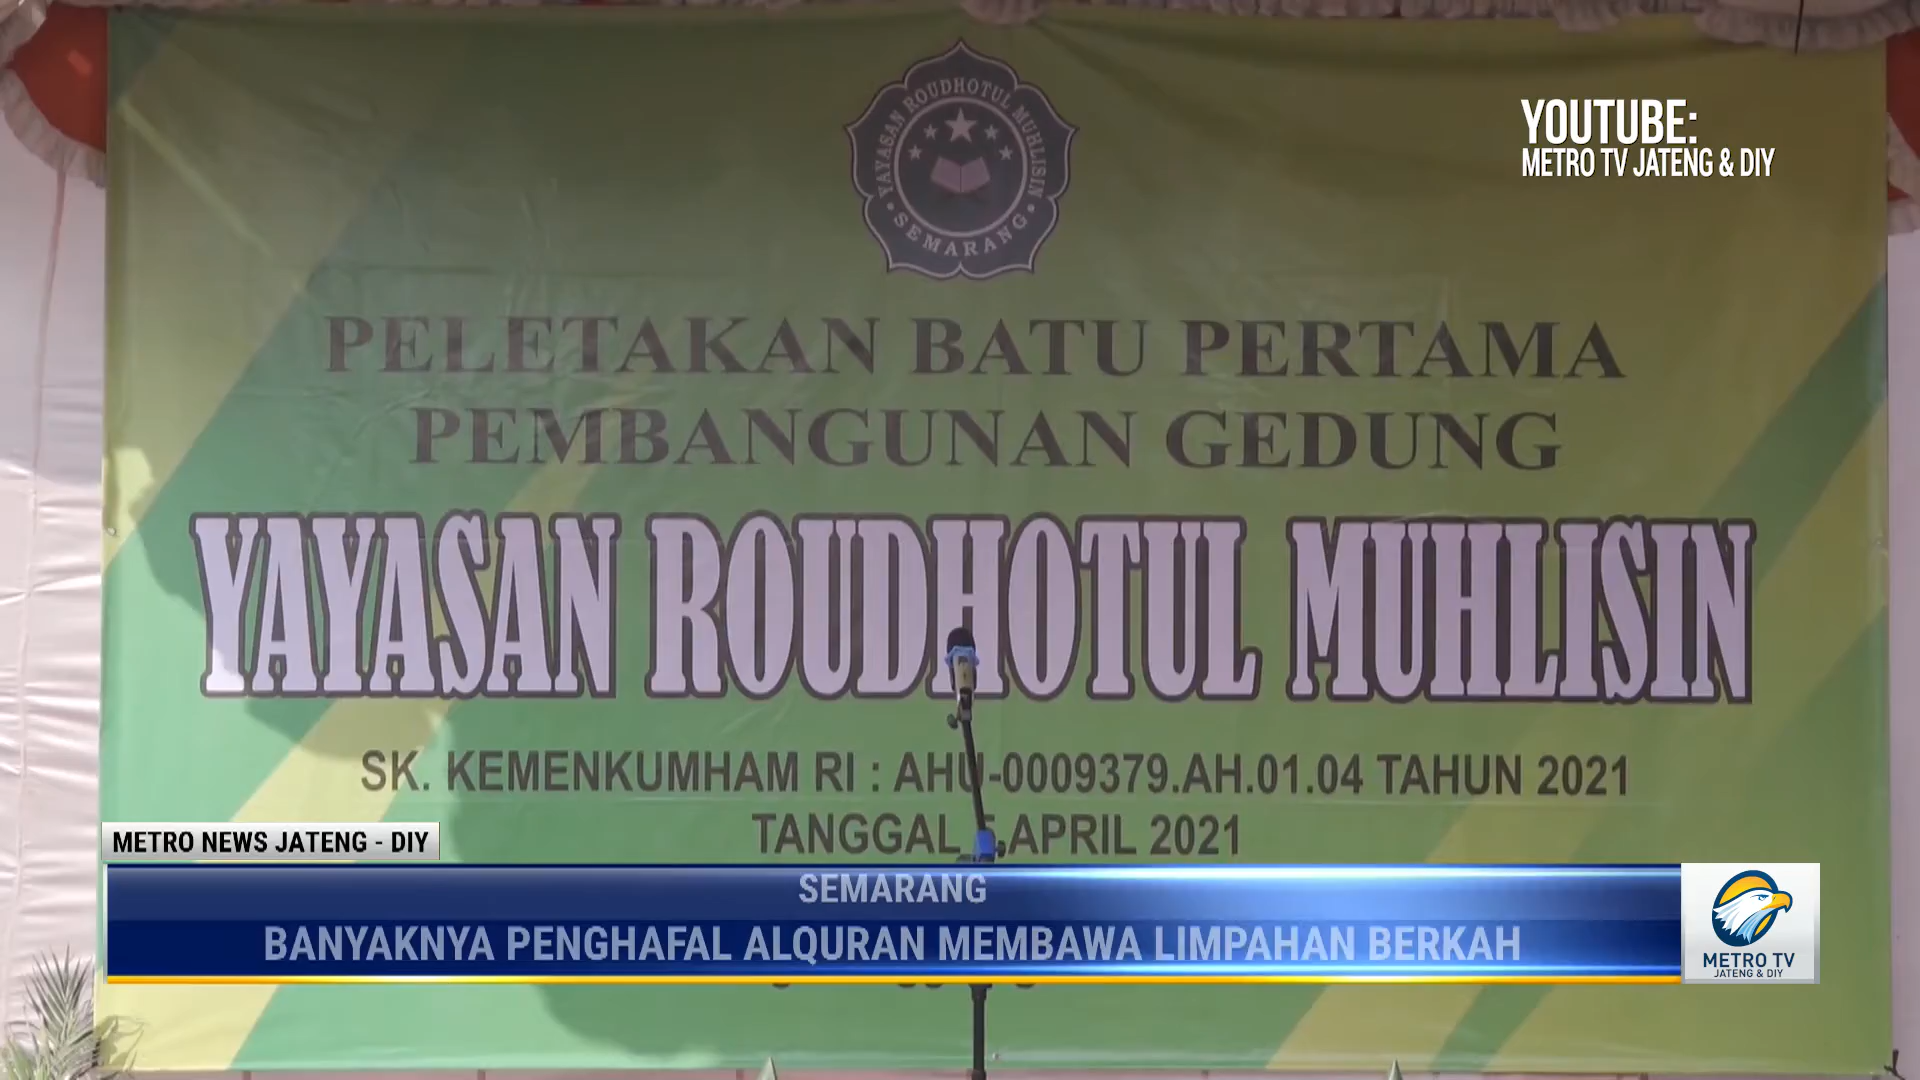 YAYASAN ROUDHOTUL MUHLISIN
SEMARANG
YOUTUBE:
METRO TV JATENG & DIY
PELETAKAN BATU PERTAMA
PEMBANGUNAN GEDUNG
YAYASAN ROUDHOTUL MUHLISIN
SK. KEMENKUMHAM RI : AHU-0009379.AH.01.04 TAHUN 2021
TANGGAL APRIL 2021
METRO NEWS JATENG - DIY
SEMARANG
BANYAKNYA PENGHAFAL ALQURAN MEMBAWA LIMPAHAN BERKAH
METRO TV
JATENG & DIY